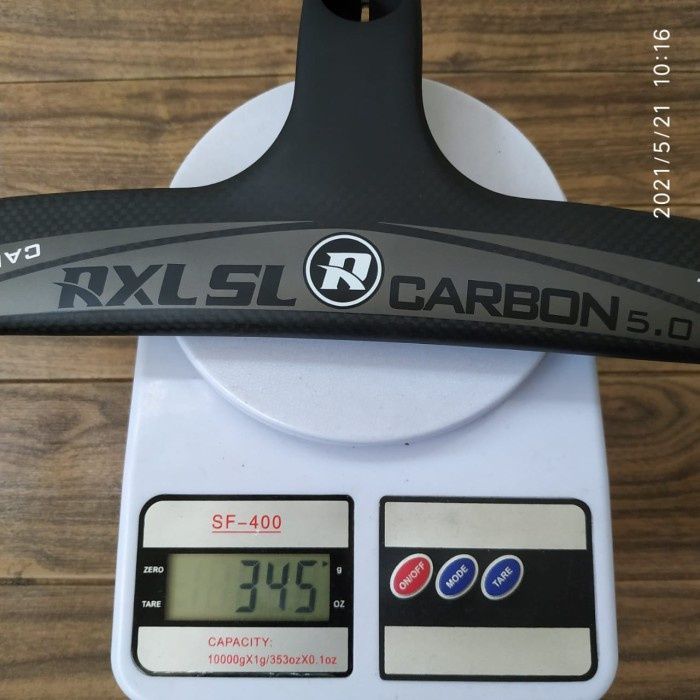 2021/5/21 10:16
CA
RXL SL R CARBON 5.0
SF-400
ZERO
g
345
TARE
OZ
CAPACITY:
10000gX1g/353ozX0.1oz
ON/OFF
MODE
TARE